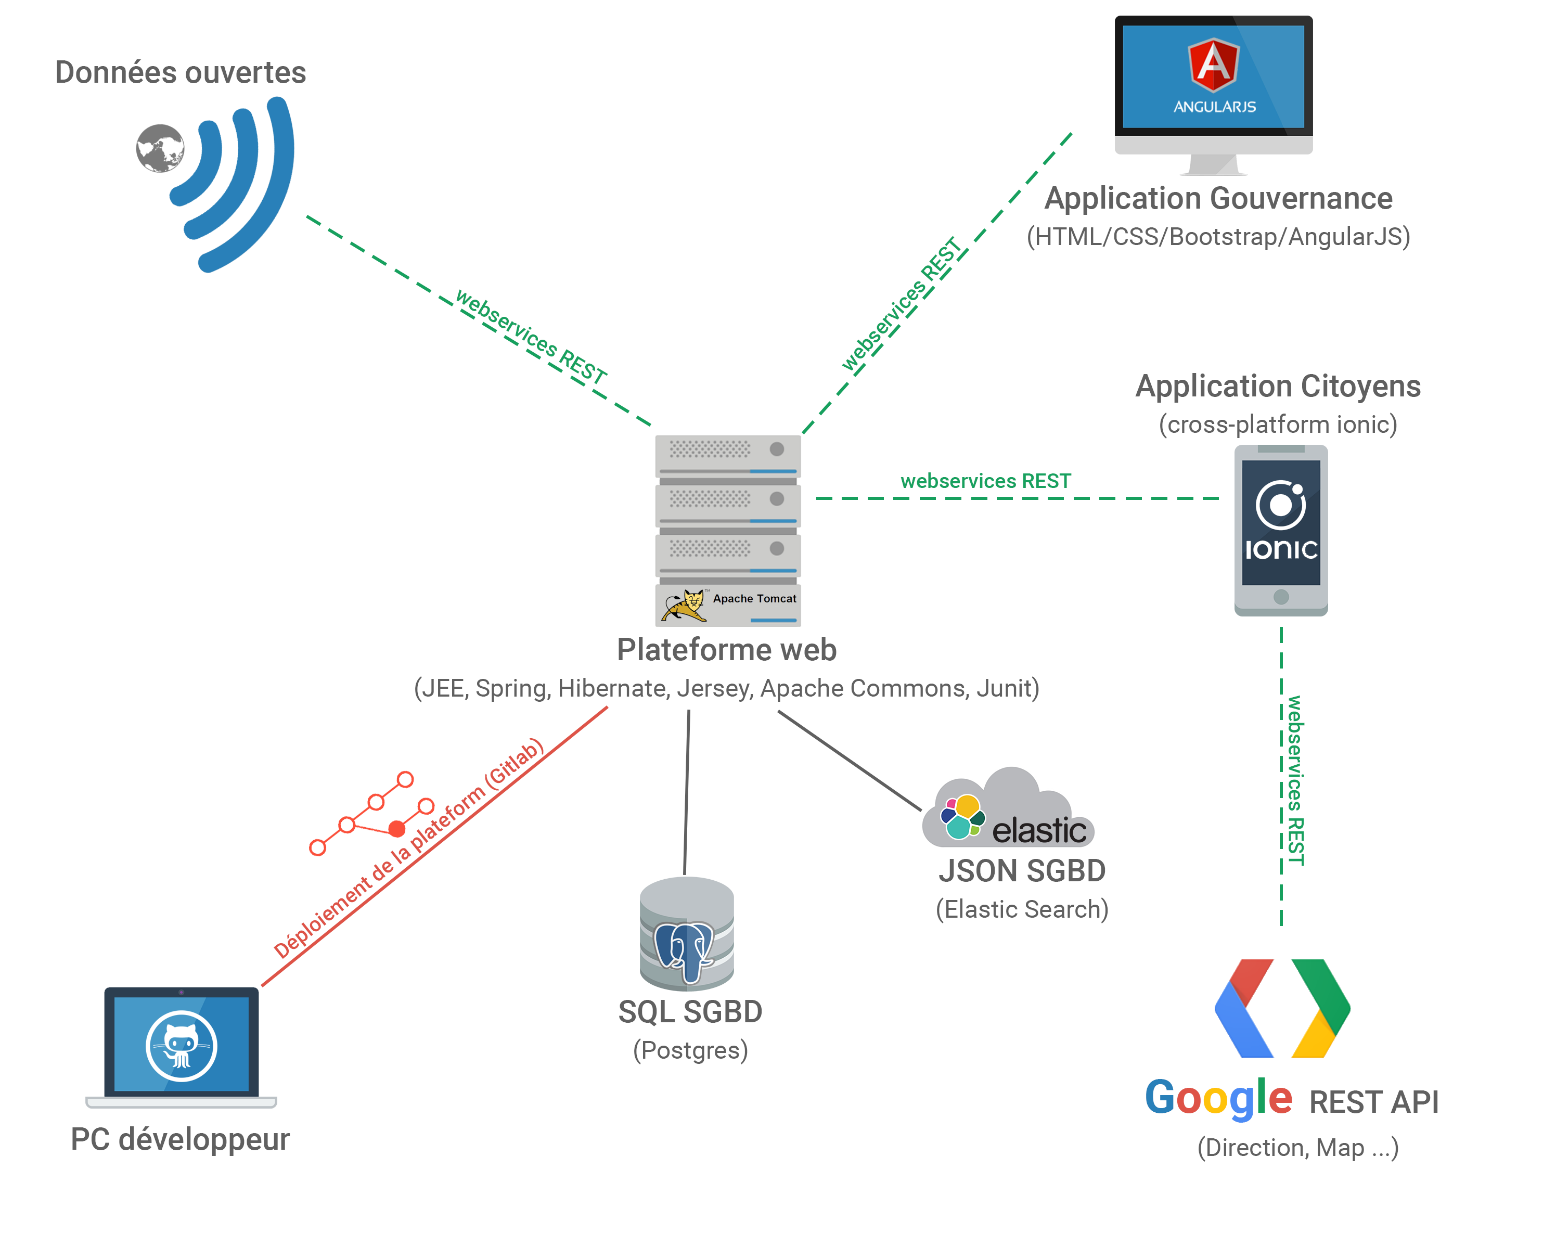 Données ouvertes
ANGULARJS
Application Gouvernance
(HTML/CSS/Bootstrap/AngularJS)
webservices REST
webservices REST
Application Citoyens
(cross-platform ionic)
webservices REST
ionic
Apache Tomcat
Plateforme web
(JEE, Spring, Hibernate, Jersey, Apache Commons, Junit)
Déploiement de la plateform (Gitlab)
webservices REST
elastic
JSON SGBD
(Elastic Search)
SQL SGBD
(Postgres)
PC développeur
Google REST API
(Direction, Map ...)